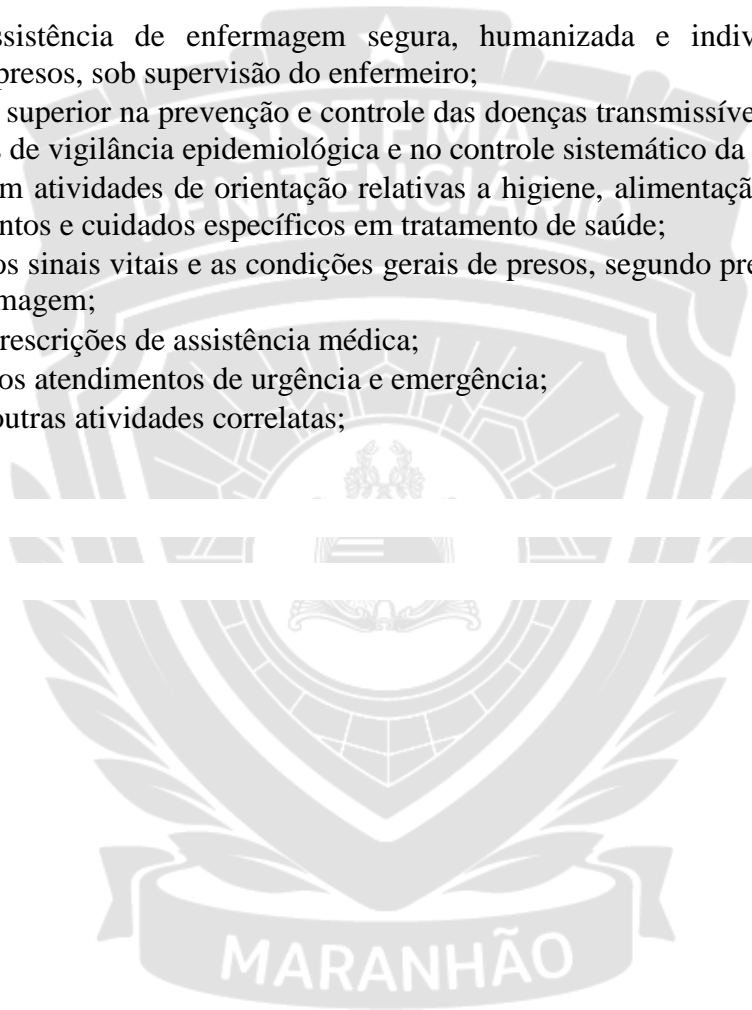 ssistência de enfermagem segura, humanizada e indiv
presos, sob supervisão do enfermeiro;
superior na prevenção e controle das doenças transmissíve
de vigilância epidemiológica e no controle sistemático da
m atividades de orientação relativas a higiene, alimentaçã
ntos e cuidados específicos em tratamento de saúde;
os sinais vitais e as condições gerais de presos, segundo pre
magem;
rescrições de assistência médica;
os atendimentos de urgência e emergência;
outras atividades correlatas;
SISTEMA
PENITENCIÁRIO
MARANHÃO